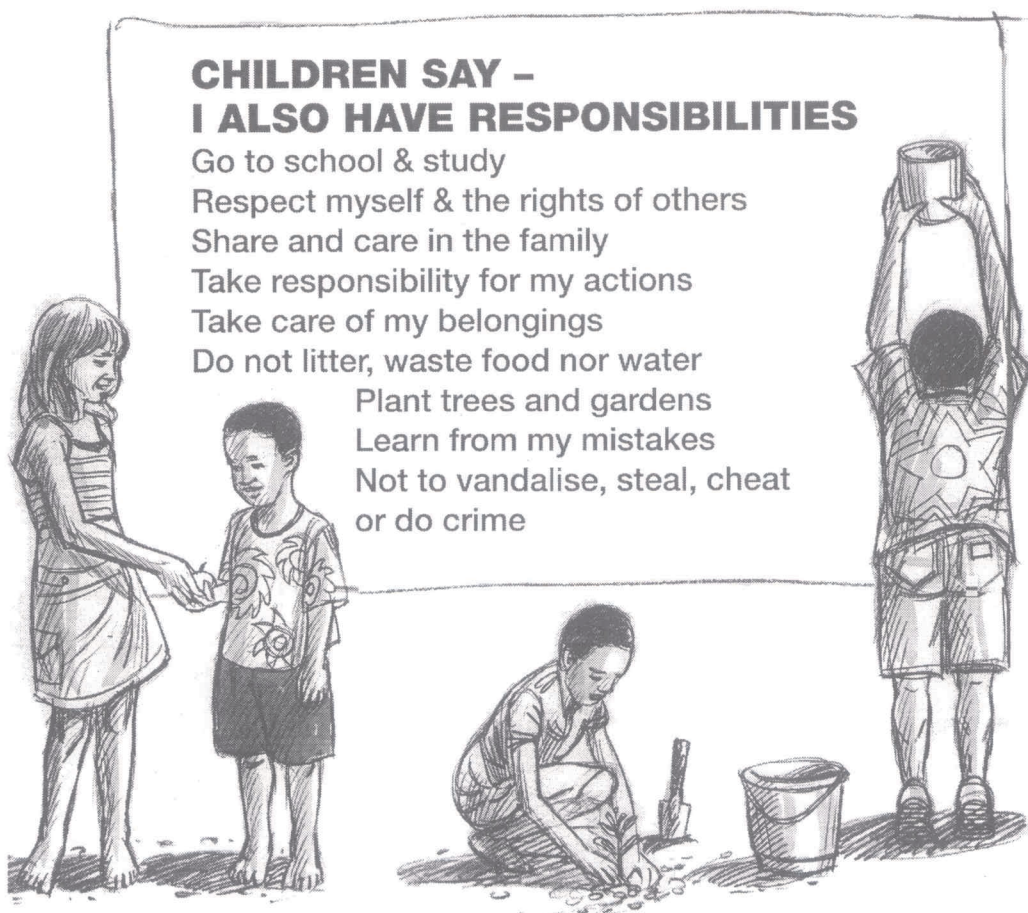 CHILDREN SAY –
I ALSO HAVE RESPONSIBILITIES
Go to school & study
Respect myself & the rights of others
Share and care in the family
Take responsibility for my actions
Take care of my belongings
Do not litter, waste food nor water
Plant trees and gardens
Learn from my mistakes
Not to vandalise, steal, cheat
or do crime